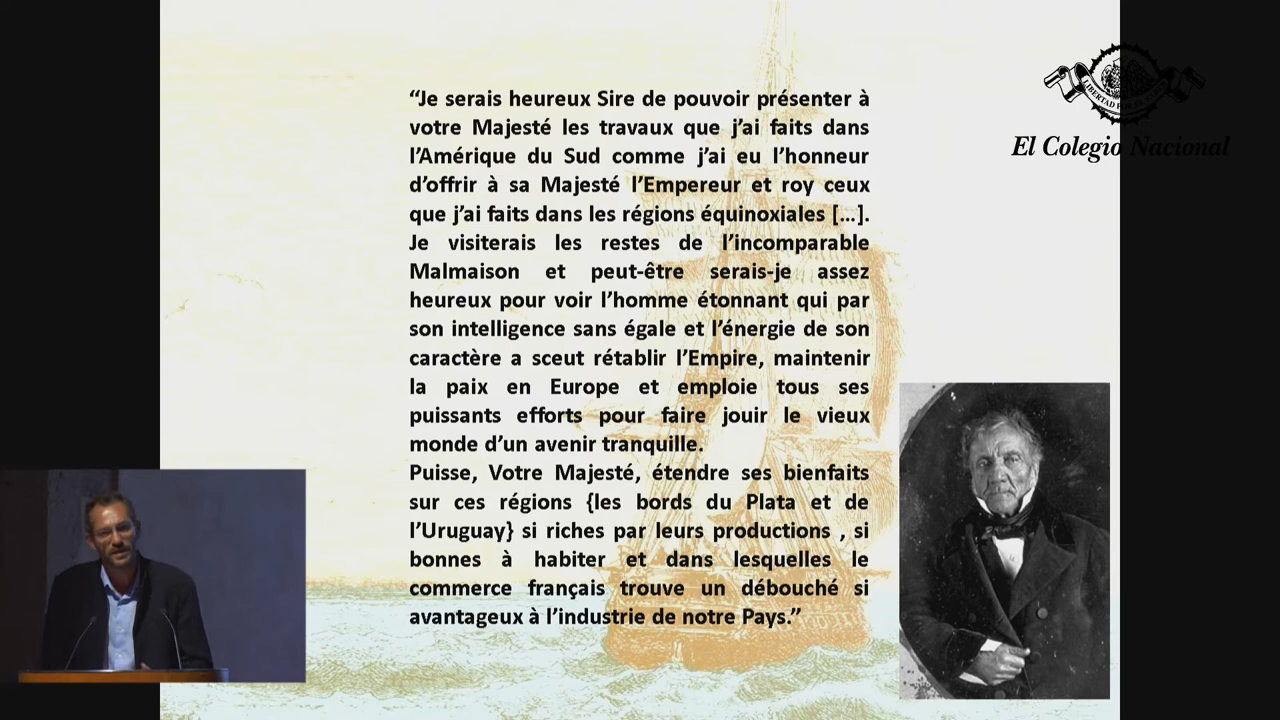 “Je serais heureux Sire de pouvoir présenter à
votre Majesté les travaux que j’ai faits dans
l’Amérique du Sud comme j’ai eu l’honneur
d’offrir à sa Majesté l’Empereur et roy ceux
que j’ai faits dans les régions équinoxiales […].
Je visiterais les restes de l’incomparable
Malmaison et peut-être serais-je assez
heureux pour voir l’homme étonnant qui par
son intelligence sans égale et l’énergie de son
caractère a sceut rétablir l’Empire, maintenir
la paix en Europe et emploie tous ses
puissants efforts pour faire jouir le vieux
monde d’un avenir tranquille.
Puisse, Votre Majesté, étendre ses bienfaits
sur ces régions {les bords du Plata et de
l’Uruguay} si riches par leurs productions , si
bonnes à habiter et dans lesquelles le
commerce français trouve un débouché si
avantageux à l’industrie de notre Pays.”
LIBERTAD POR
El Colegio Nacional